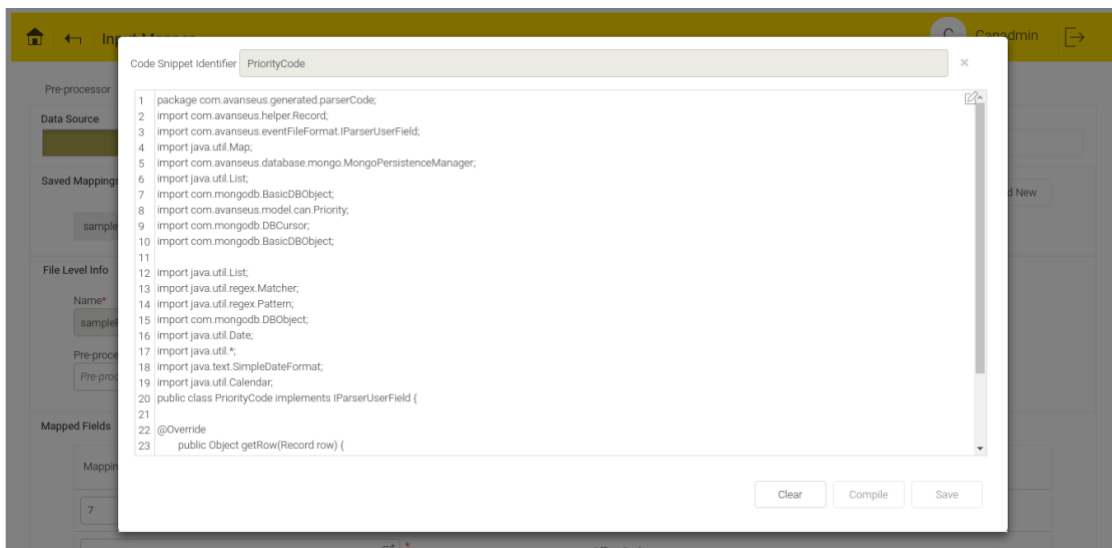 Canadmin
Code Snippet Identifier PriorityCode ×
Pre-processor
Data Source
Saved Mappings
sample
File Level Info
Name*
Mapped Fields
7
1 package com.avanseus.generated.parserCode;
2 import com.avanseus.helper.Record;
3 import com.avanseus.eventFileFormat.IParserUserField;
4 import java.util.Map;
5 import com.avanseus.database.mongo.MongoPersistenceManager;
6 import java.util.List;
7 import com.mongodb.BasicDBObject;
8 import com.avanseus.model.can.Priority;
9 import com.mongodb.DBCursor;
10 import com.mongodb.BasicDBObject;
11
12 import java.util.List;
13 import java.util.regex.Matcher;
14 import java.util.regex.Pattern;
15 import com.mongodb.DBObject;
16 import java.util.Date;
17 import java.util.*;
18 import java.text.SimpleDateFormat;
19 import java.util.Calendar;
20 public class PriorityCode implements IParserUserField {
21
22 @Override
23 public Object getRow(Record row) {
New
Clear Compile Save